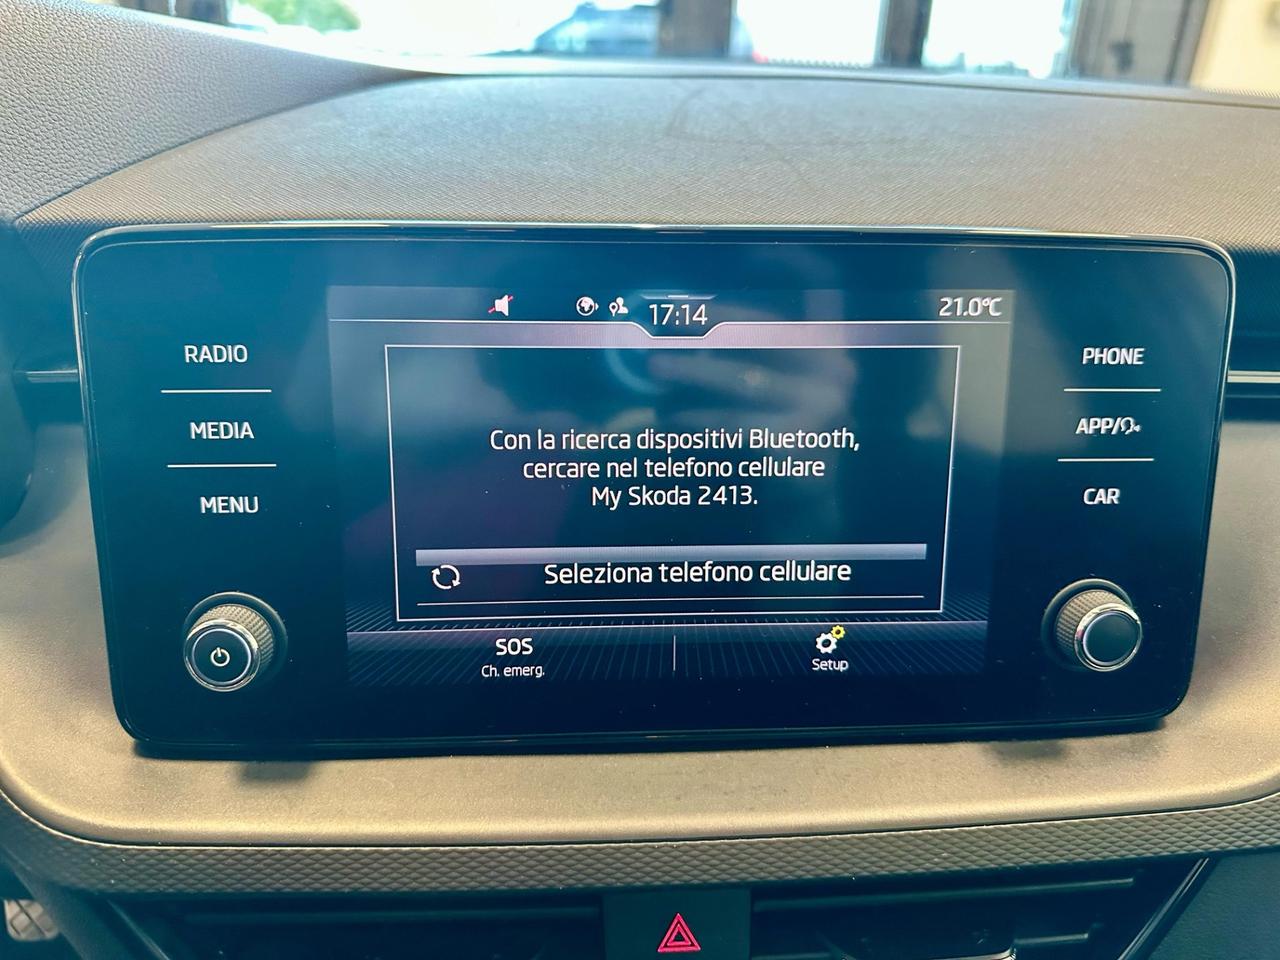 17:14
21.0°C
RADIO
MEDIA
MENU
Con la ricerca dispositivi Bluetooth,
cercare nel telefono cellulare
My Skoda 2413.
Seleziona telefono cellulare
SOS
Ch. emerg.
Setup
PHONE
APP/
CAR